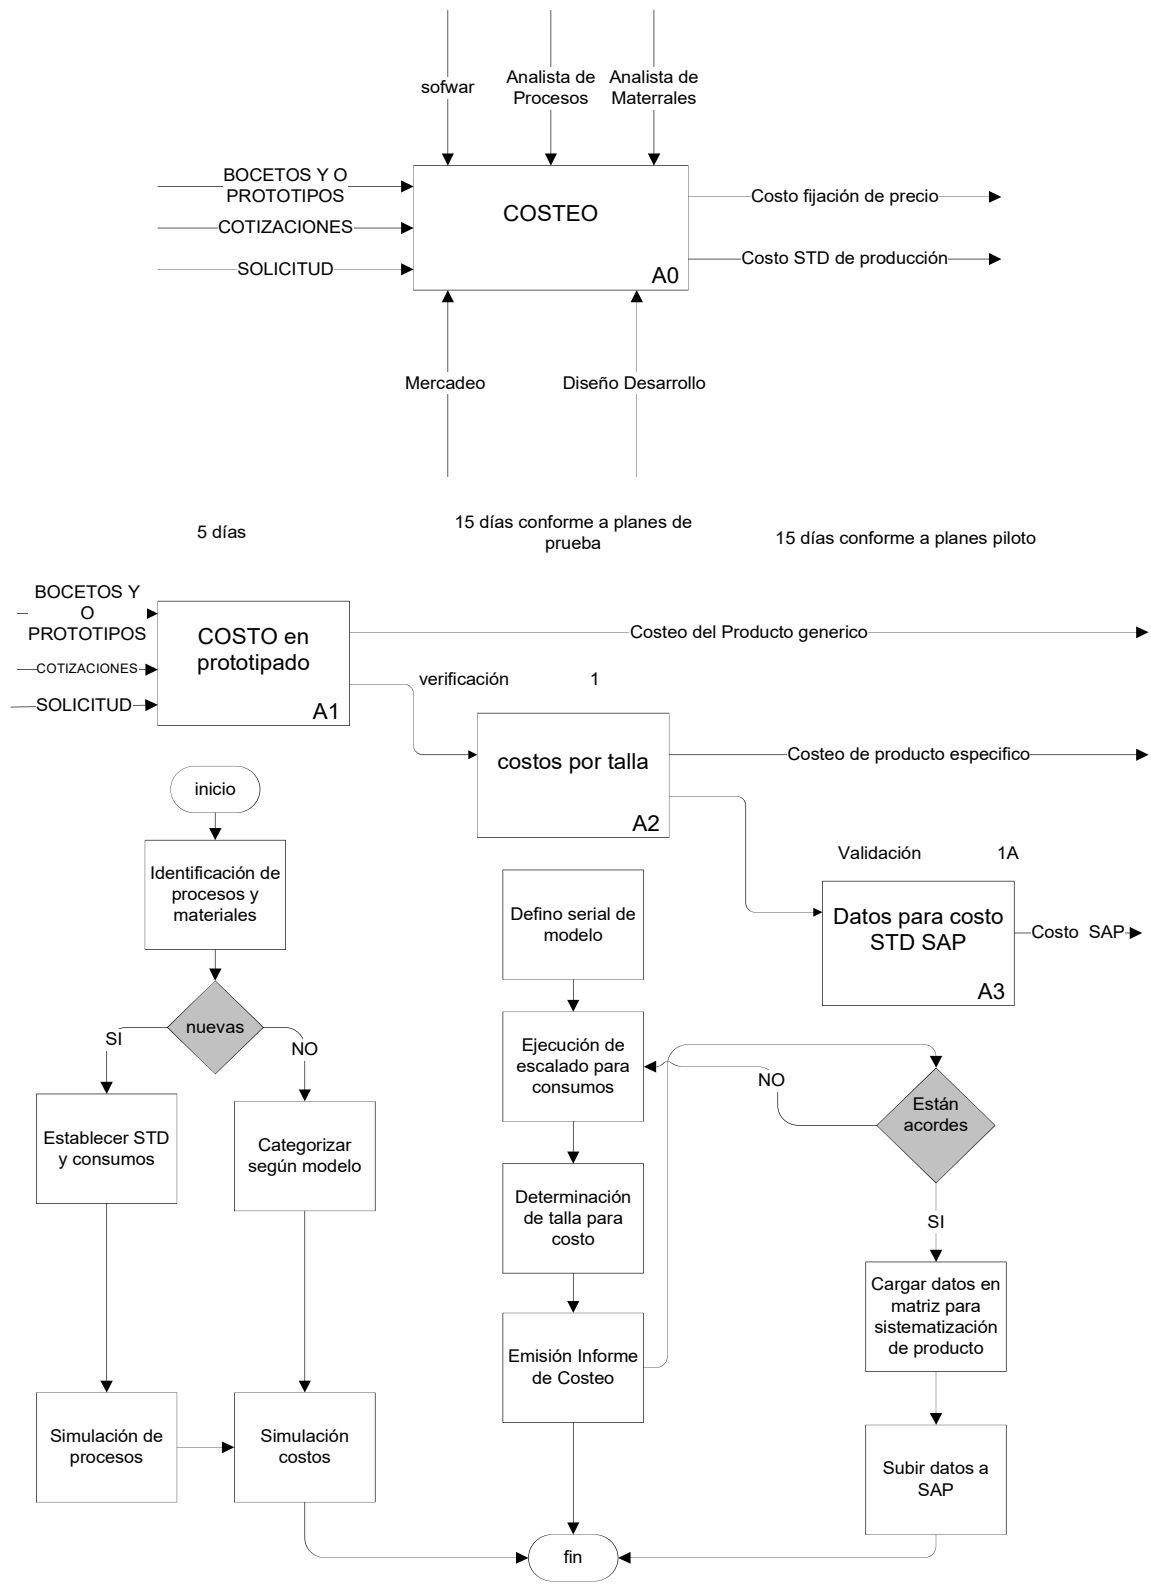 sofwar
Analista de
Procesos
Analista de
Materrales
BOCETOS Y O
PROTOTIPOS
COTIZACIONES
SOLICITUD
COSTEO
A0
Costo fijación de precio
Costo STD de producción
Mercadeo
Diseño Desarrollo
5 días
15 días conforme a planes de
prueba
15 días conforme a planes piloto
BOCETOS Y
O
PROTOTIPOS
COTIZACIONES
SOLICITUD
COSTO en
prototipado
A1
Costeo del Producto generico
verificación 1
costos por talla
A2
Costeo de producto espeifico
Validación 1A
Datos para costo
STD SAP
A3
Costo SAP
inicio
Identificación de
procesos y
materiales
nuevas
SI
NO
Establecer STD
y consumos
Categorizar
según modelo
Simulación de
procesos
Simulación
costos
Defino serial de
modelo
Ejecución de
escalado para
consumos
Determinación
de talla para
costo
Emisión Informe
de Costeo
fin
NO
Están
acordes
SI
Cargar datos en
matriz para
sistematización
de producto
Subir datos a
SAP